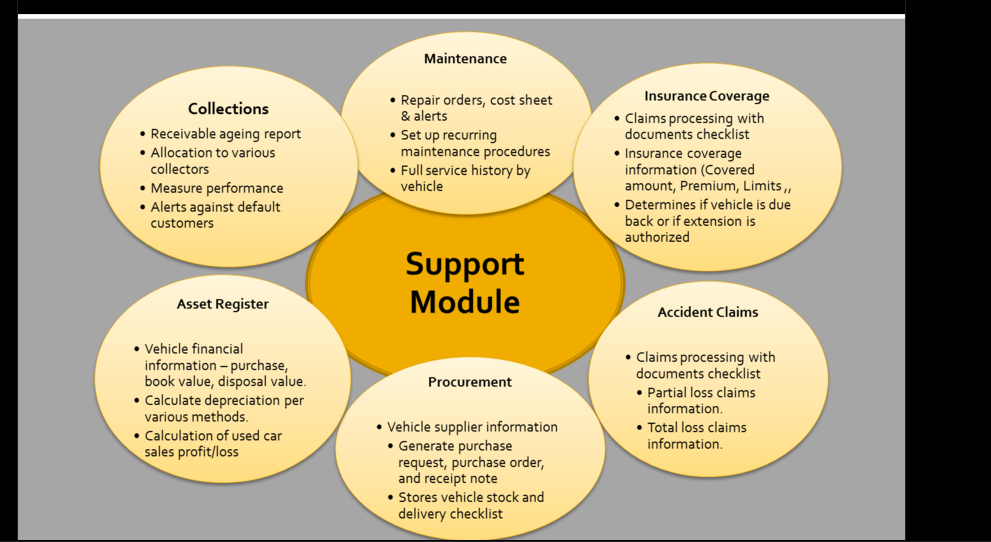 Maintenance
• Repair orders, cost sheet
& alerts
• Set up recurring
maintenance procedures
• Full service history by
vehicle
Collections
• Receivable ageing report
• Allocation to various
collectors
• Measure performance
• Alerts against default
customers
Insurance Coverage
• Claims processing with
documents checklist
• Insurance coverage
information (Covered
amount, Premium, Limits ,,
• Determines if vehicle is due
back or if extension is
authorized
Support
Module
Asset Register
• Vehicle financial
information – purchase,
book value, disposal value.
• Calculate depreciation per
various methods.
• Calculation of used car
sales profit/loss
Accident Claims
• Claims processing with
documents checklist
• Partial loss claims
information.
• Total loss claims
information.
Procurement
• Vehicle supplier information
• Generate purchase
request, purchase order,
and receipt note
• Stores vehicle stock and
delivery checklist